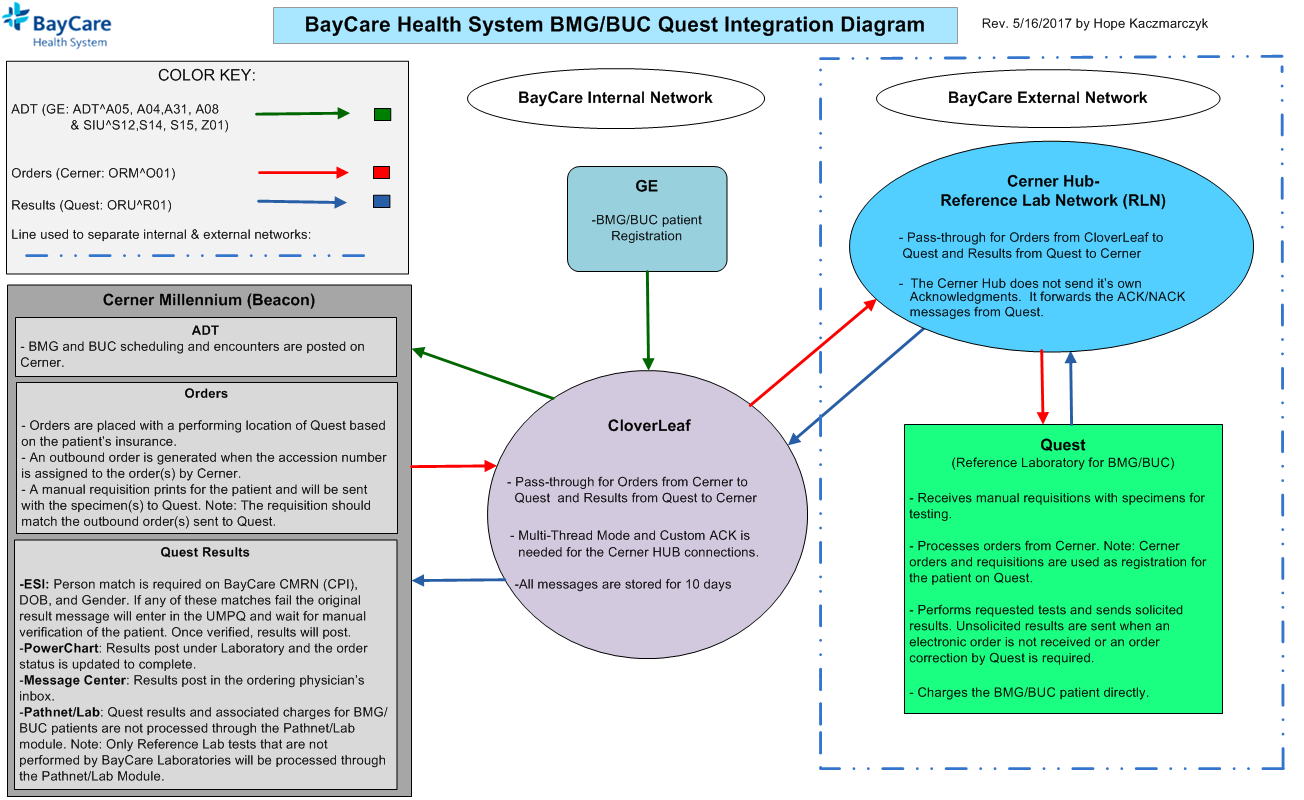 BayCare
Health System
BayCare Health System BMG/BUC Quest Integration Diagram
Rev. 5/16/2017 by Hope Kaczmarczyk
COLOR KEY:
ADT (GE: ADT^A05, A04,A31, A08
& SIU^S12,S14, S15, Z01)
Orders (Cerner: ORM^O01)
Results (Quest: ORU^R01)
Line used to separate internal & external networks:
BayCare Internal Network
BayCare External Network
GE
-BMG/BUC patient
Registration
Cerner Hub-
Reference Lab Network (RLN)
- Pass-through for Orders from CloverLeaf to
Quest and Results from Quest to Cerner
- The Cerner Hub does not send it's own
Acknowledgments. It forwards the ACK/NACK
messages from Quest.
Cerner Millennium (Beacon)
ADT
- BMG and BUC scheduling and encounters are posted on
Cerner.
Orders
- Orders are placed with a performing location of Quest based
on the patient's insurance.
- An outbound order is generated when the accession number
is assigned to the order(s) by Cerner.
- A manual requisition prints for the patient and will be sent
with the specimen(s) to Quest. Note: The requisition should
match the outbound order(s) sent to Quest.
Quest Results
-ESI: Person match is required on BayCare CMRN (CPI),
DOB, and Gender. If any of these matches fail the original
result message will enter in the UMPQ and wait for manual
verification of the patient. Once verified, results will post.
-PowerChart: Results post under Laboratory and the order
status is updated to complete.
-Message Center: Results post in the ordering physician's
inbox.
-Pathnet/Lab: Quest results and associated charges for BMG/
BUC patients are not processed through the Pathnet/Lab
module. Note: Only Reference Lab tests that are not
performed by BayCare Laboratories will be processed through
the Pathnet/Lab Module.
CloverLeaf
- Pass-through for Orders from Cerner to
Quest and Results from Quest to Cerner
- Multi-Thread Mode and Custom ACK is
needed for the Cerner HUB connections.
-All messages are stored for 10 days
Quest
(Reference Laboratory for BMG/BUC)
- Receives manual requisitions with specimens for
testing.
- Processes orders from Cerner. Note: Cerner
orders and requisitions are used as registration for
the patient on Quest.
- Performs requested tests and sends solicited
results. Unsolicited results are sent when an
electronic order is not received or an order
correction by Quest is required.
- Charges the BMG/BUC patient directly.